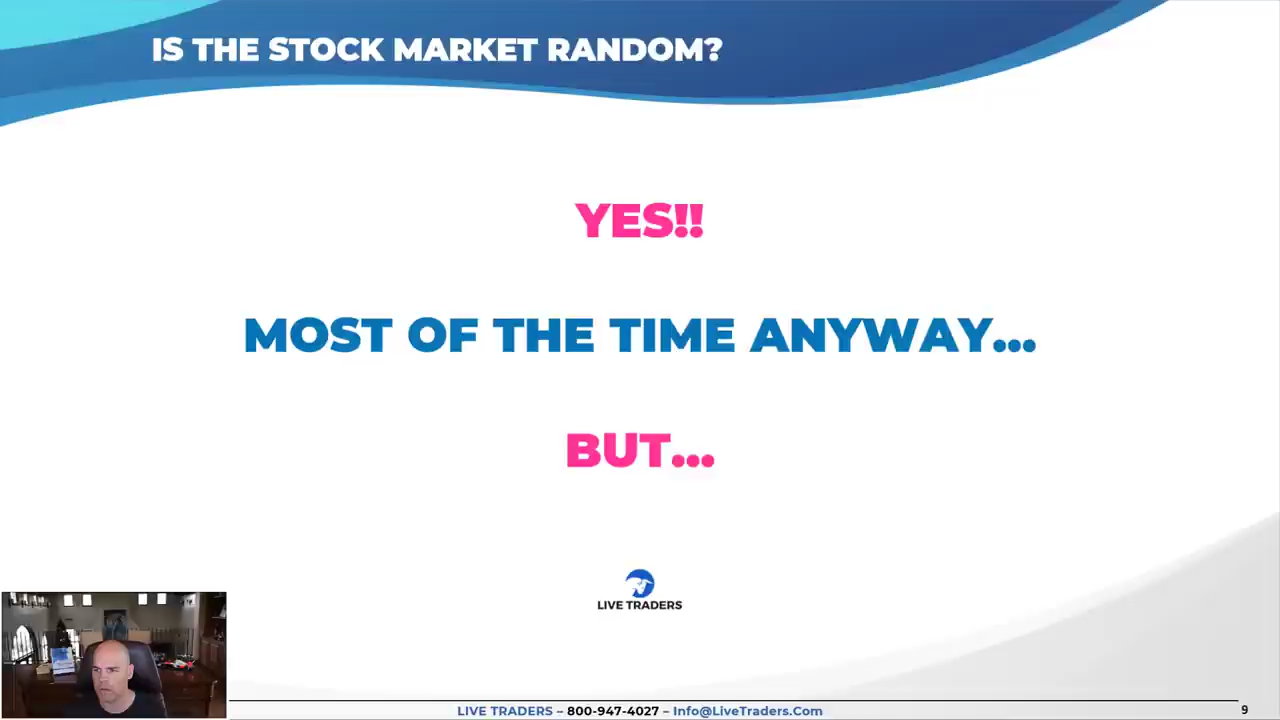 IS THE STOCK MARKET RANDOM?
YES!!
MOST OF THE TIME ANYWAY...
BUT...
LIVE TRADERS
LIVE TRADERS – 800-947-4027 – Info@LiveTraders.Com
9